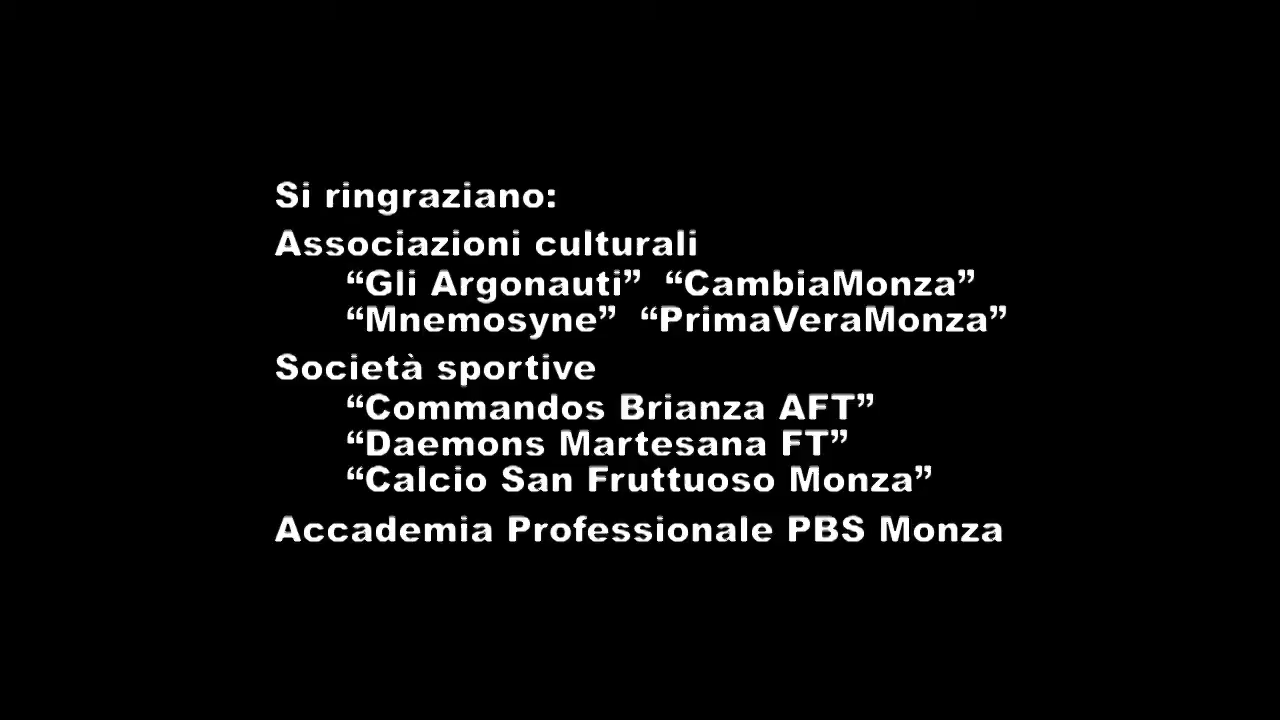 Si ringraziano:
Associazioni culturali
“Gli Argonauti” “CambiaMonza”
“Mnemosyne” “PrimaVeraMonza”
Società sportive
“Commandos Brianza AFT”
“Daemons Martesana FT”
“Calcio San Fruttuoso Monza”
Accademia Professionale PBS Monza